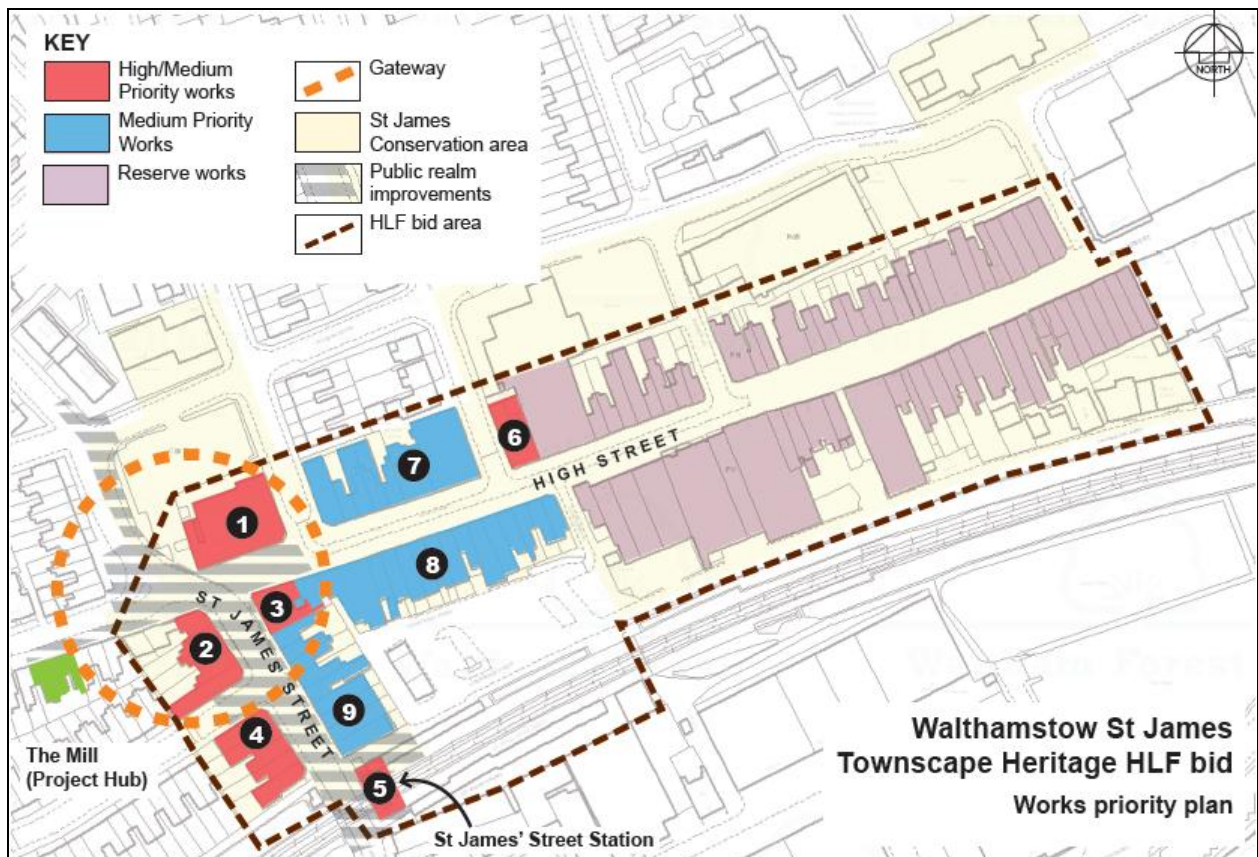 KEY
High/Medium
Priority works
Medium Priority
Works
Reserve works
Gateway
St James
Conservation area
Public realm
improvements
HLF bid area
NORTH
6
HIGH STREET
7
1
8
3
ST JAMES' STREET
2
9
4
5
The Mill
(Project Hub)
St James' Street Station
Walthamstow St James
Townscape Heritage HLF bid
Works priority plan